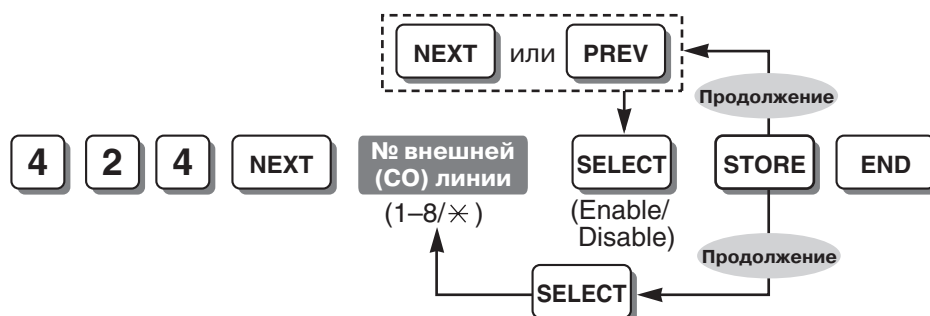 NEXT или PREV
Продолжение
4 2 4 NEXT № внешней (CO) линии SELECT STORE END
(1–8/✳)
(Enable/
Disable)
Продолжение
SELECT